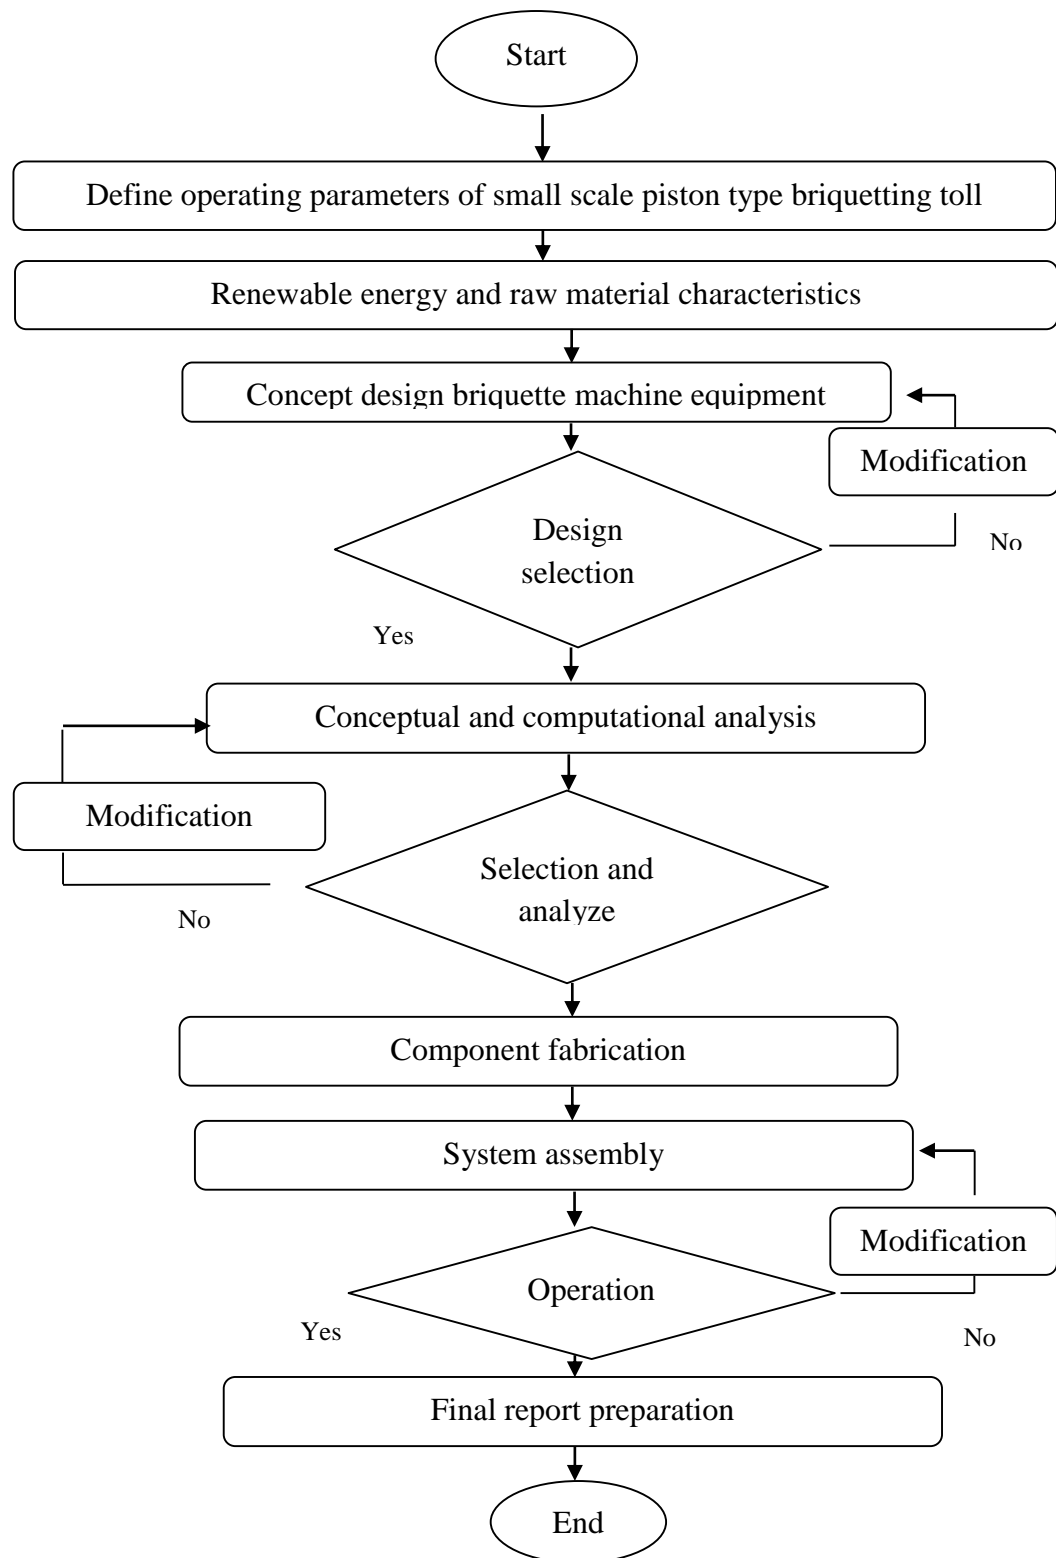 Start
Define operating parameters of small scale piston type briquetting toll
Renewable energy and raw material characteristics
Concept design briquette machine equipment
Modification
Design
selection
No
Yes
Conceptual and computational analysis
Modification
Selection and
analyze
No
Component fabrication
System assembly
Modification
Operation
Yes
No
Final report preparation
End